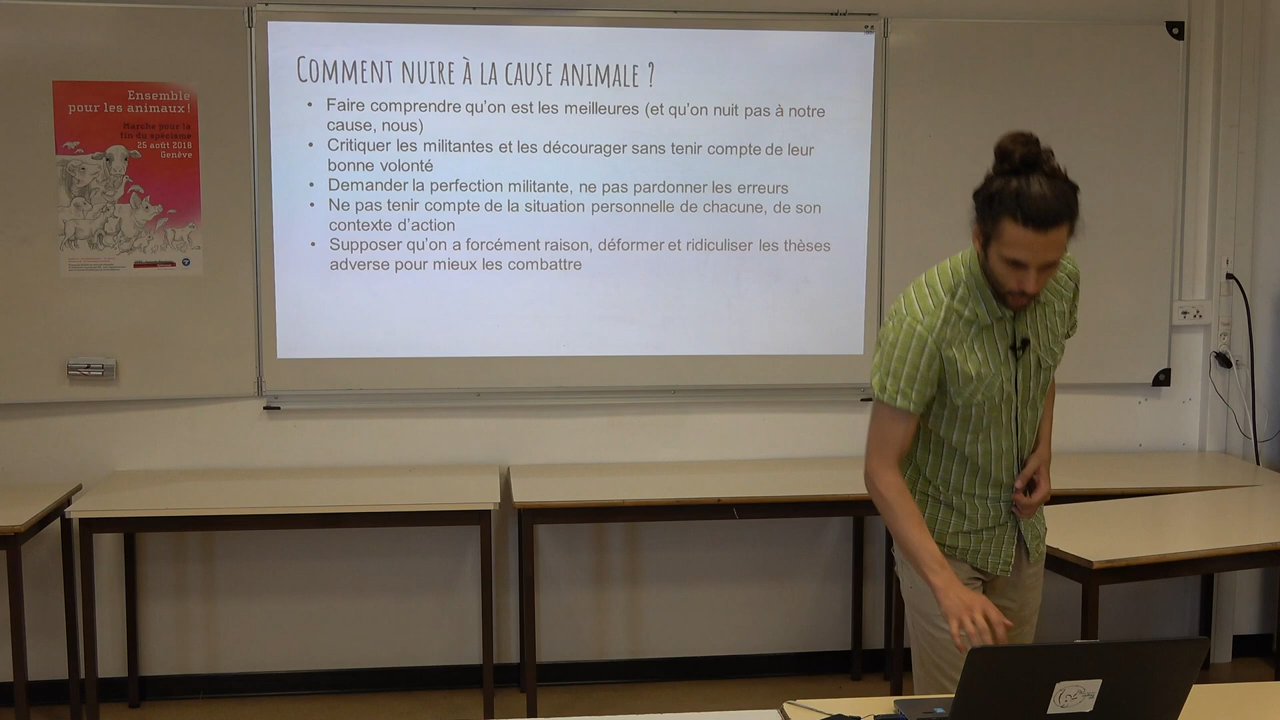 Ensemble
pour les animaux!
Marche pour la
fin du spécisme
25 août 2018
Genève
COMMENT NUIRE À LA CAUSE ANIMALE ?
• Faire comprendre qu'on est les meilleures (et qu'on nuit pas à notre
cause, nous)
• Critiquer les militantes et les décourager sans tenir compte de leur
bonne volonté
• Demander la perfection militante, ne pas pardonner les erreurs
• Ne pas tenir compte de la situation personnelle de chacune, de son
contexte d'action
• Supposer qu'on a forcément raison, déformer et ridiculiser les thèses
adverse pour mieux les combattre